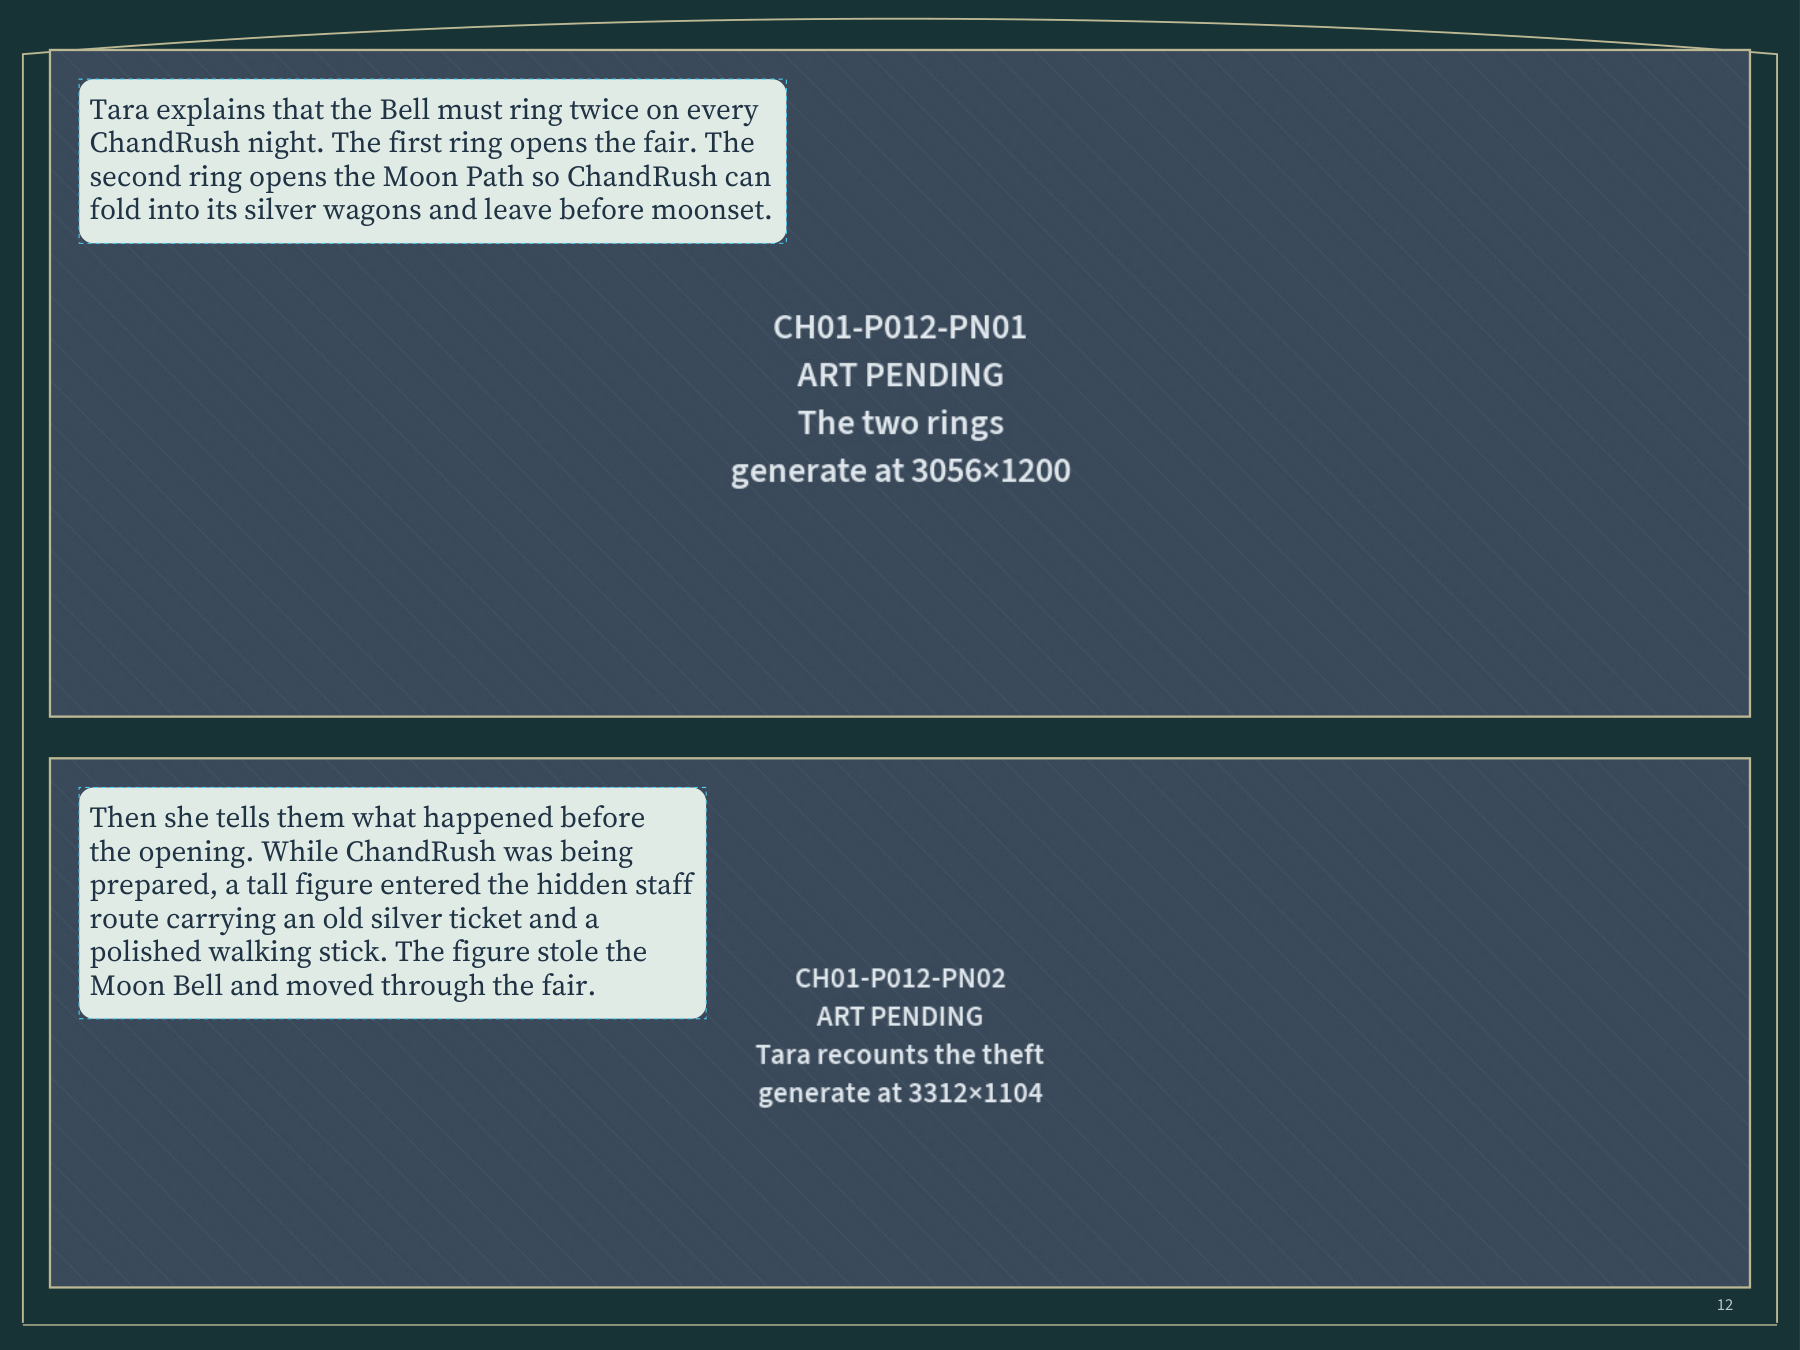 Tara explains that the Bell must ring twice on every
ChandRush night. The first ring opens the fair. The
second ring opens the Moon Path so ChandRush can
fold into its silver wagons and leave before moonset.
CH01-P012-PN01
ART PENDING
The two rings
generate at 3056×1200
Then she tells them what happened before
the opening. While ChandRush was being
prepared, a tall figure entered the hidden staff
route carrying an old silver ticket and a
polished walking stick. The figure stole the
Moon Bell and moved through the fair.
CH01-P012-PN02
ART PENDING
Tara recounts the theft
generate at 3312×1104
12